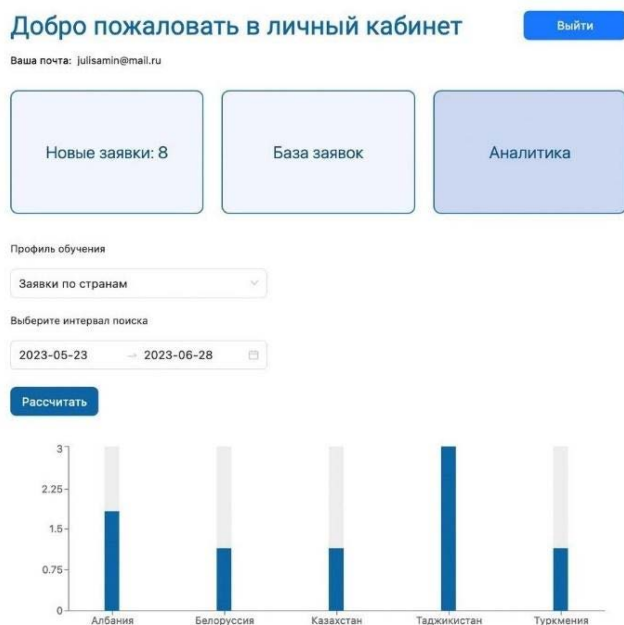 Добро пожаловать в личный кабинет
Выйти
Ваша почта: julisamin@mail.ru
Новые заявки: 8
База заявок
Аналитика
Профиль обучения
Заявки по странам
Выберите интервал поиска
2023-05-23 → 2023-06-28
Рассчитать
3
2.25
1.5
0.75
0
Албания Белоруссия Казахстан Таджикистан Туркмения